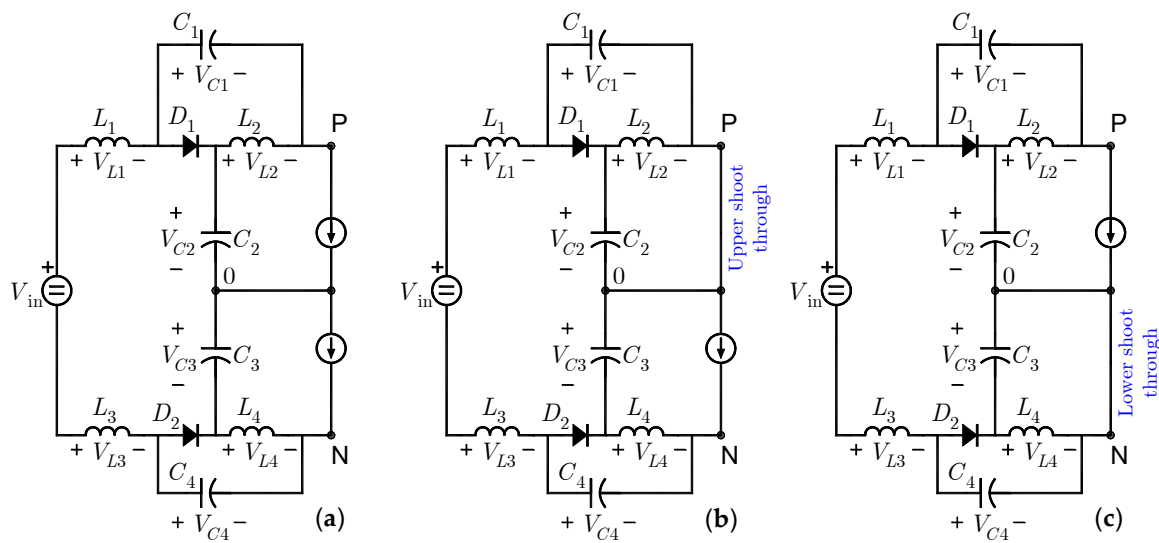 C1
+ VC1 −
L1 D1 L2 P
+ VL1 − + VL2 −
+
VC2 C2
−
0
+
Vin
+
VC3 C3
−
L3 D2 L4
+ VL3 − + VL4 − N
C4
+ VC4 −
(a)
C1
+ VC1 −
L1 D1 L2 P
+ VL1 − + VL2 −
Upper shoot
through
+
VC2 C2
−
0
+
Vin
+
VC3 C3
−
L3 D2 L4
+ VL3 − + VL4 − N
C4
+ VC4 −
(b)
C1
+ VC1 −
L1 D1 L2 P
+ VL1 − + VL2 −
+
VC2 C2
−
0
+
Vin
+
VC3 C3
−
Lower shoot
through
L3 D2 L4
+ VL3 − + VL4 − N
C4
+ VC4 −
(c)